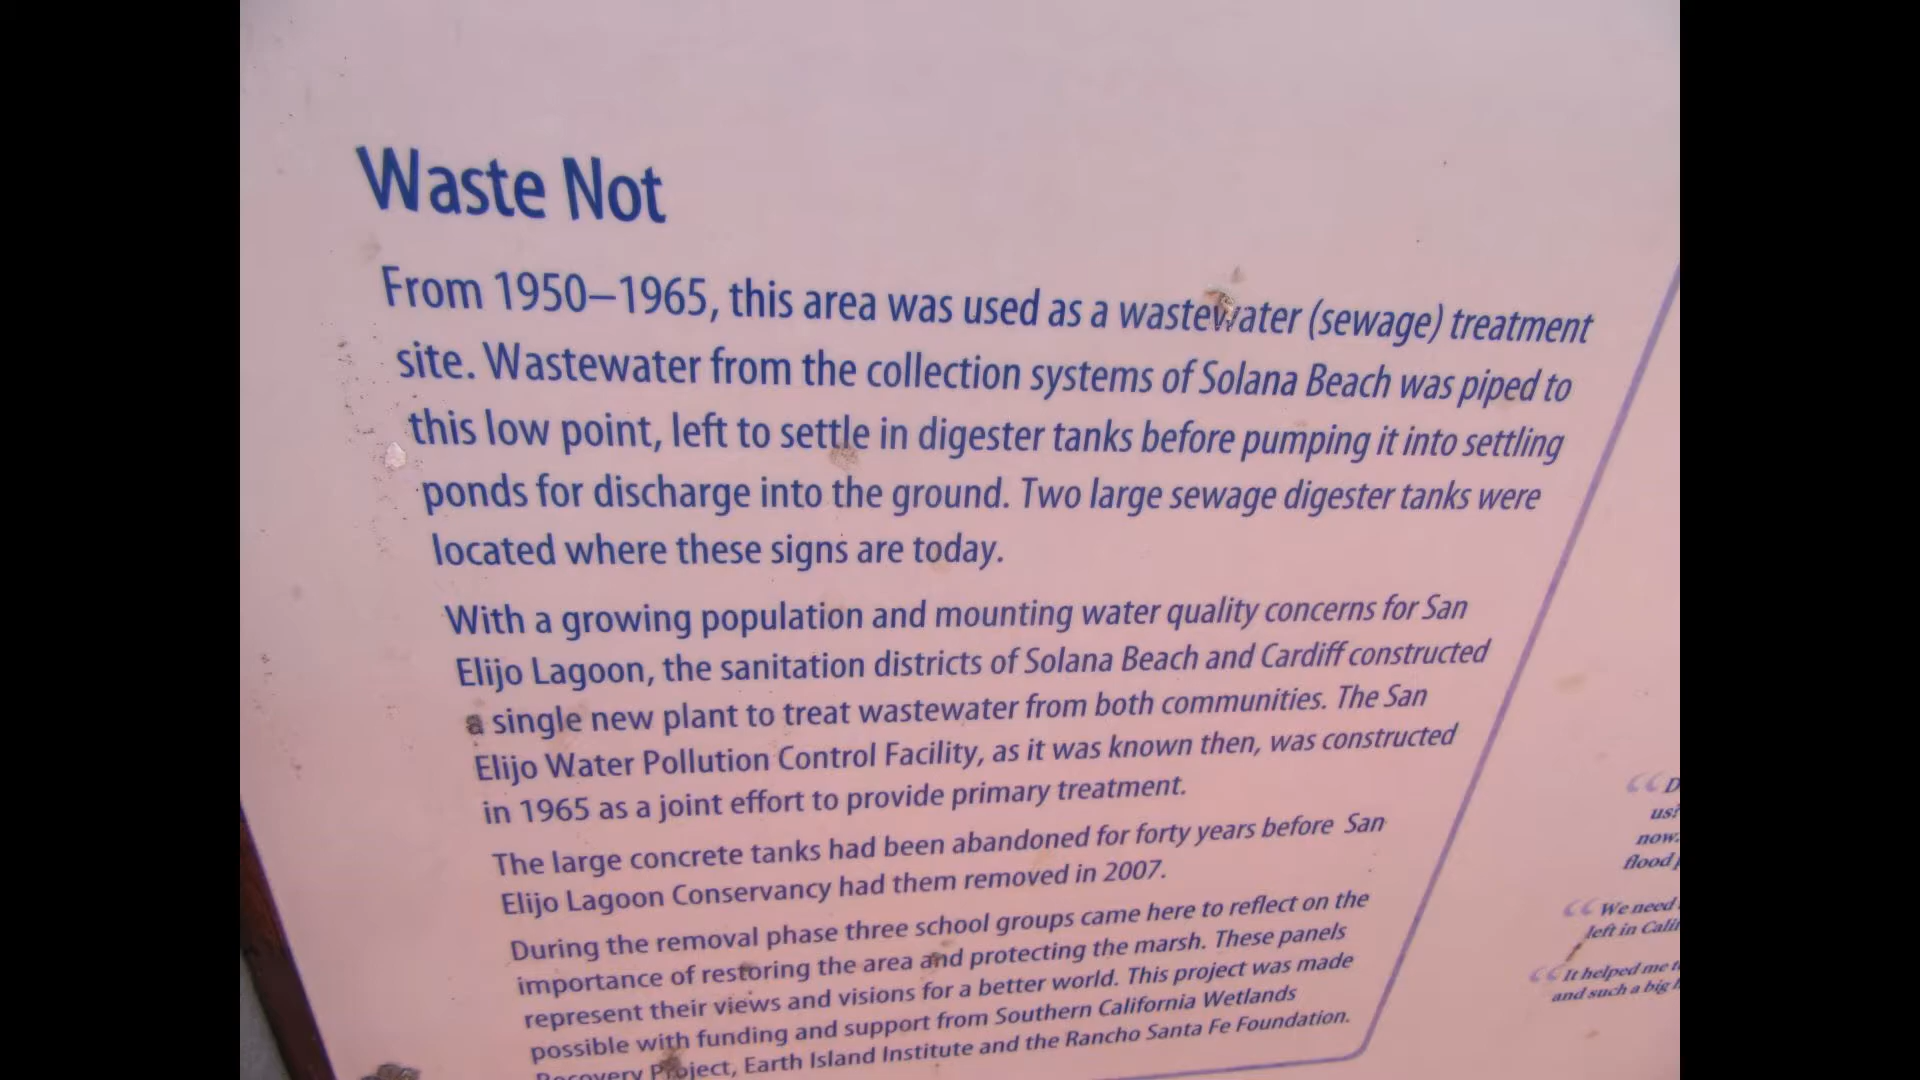 Waste Not
From 1950–1965, this area was used as a wastewater (sewage) treatment
site. Wastewater from the collection systems of Solana Beach was piped to
this low point, left to settle in digester tanks before pumping it into settling
ponds for discharge into the ground. Two large sewage digester tanks were
located where these signs are today.
With a growing population and mounting water quality concerns for San
Elijo Lagoon, the sanitation districts of Solana Beach and Cardiff constructed
a single new plant to treat wastewater from both communities. The San
Elijo Water Pollution Control Facility, as it was known then, was constructed
in 1965 as a joint effort to provide primary treatment.
The large concrete tanks had been abandoned for forty years before San
Elijo Lagoon Conservancy had them removed in 2007.
During the removal phase three school groups came here to reflect on the
importance of restoring the area and protecting the marsh. These panels
represent their views and visions for a better world. This project was made
possible with funding and support from Southern California Wetlands
Recovery Project, Earth Island Institute and the Rancho Santa Fe Foundation.
“ D
us?
now.
flood
“ We need
left in
“ It helped me
and such a big